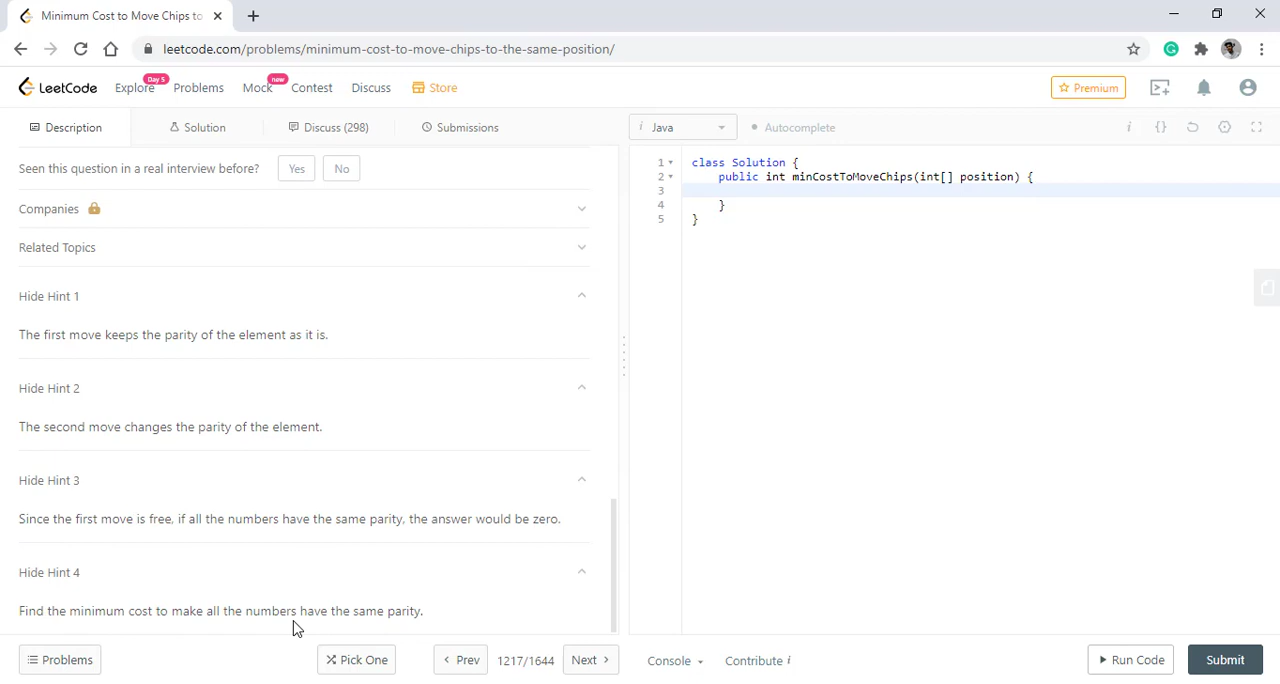 Minimum Cost to Move Chips to
leetcode.com/problems/minimum-cost-to-move-chips-to-the-same-position/
LeetCode Explore Day 5 Problems Mock new Contest Discuss Store Premium
Description Solution Discuss (298) Submissions
i Java Autocomplete i {}
Seen this question in a real interview before? Yes No
Companies
Related Topics
Hide Hint 1
The first move keeps the parity of the element as it is.
Hide Hint 2
The second move changes the parity of the element.
Hide Hint 3
Since the first move is free, if all the numbers have the same parity, the answer would be zero.
Hide Hint 4
Find the minimum cost to make all the numbers have the same parity.
1 class Solution {
2 public int minCostToMoveChips(int[] position) {
3
4 }
5 }
Problems Pick One Prev 1217/1644 Next Console Contribute i Run Code Submit